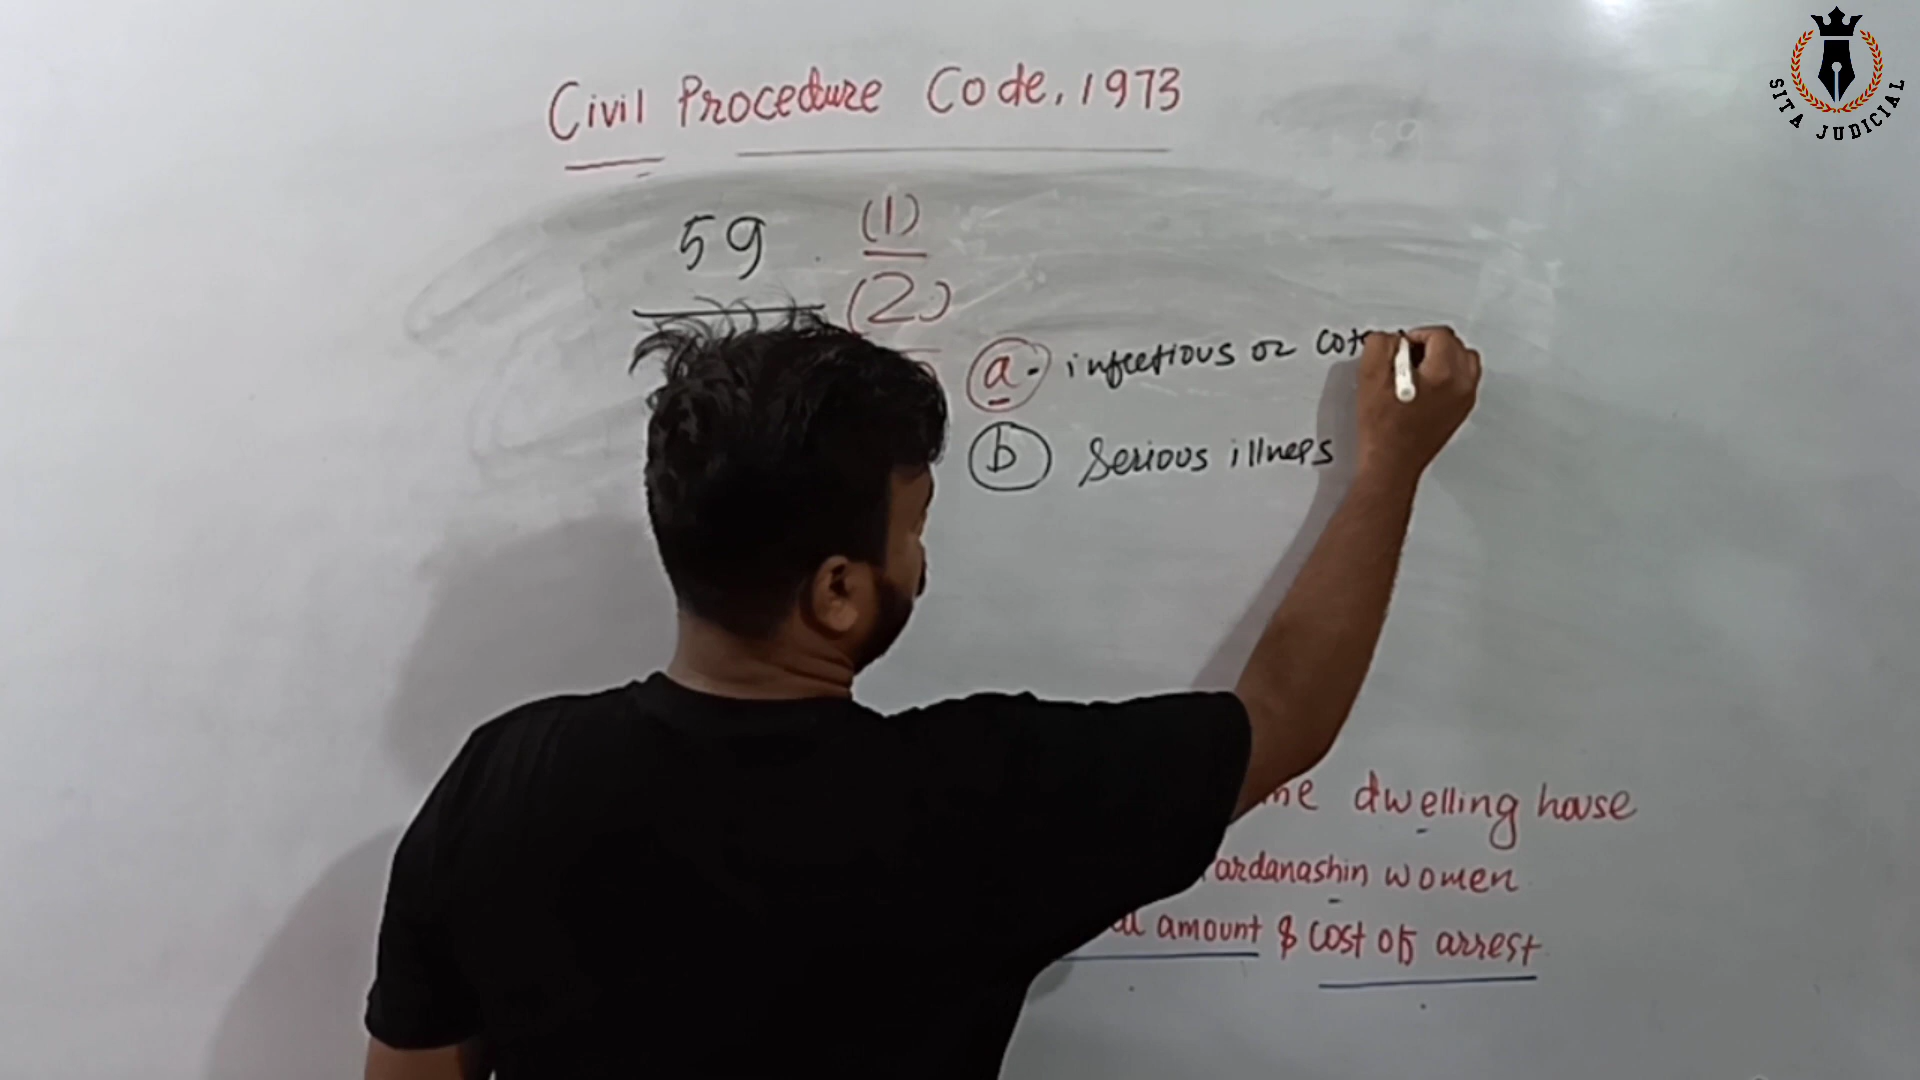 Civil Procedure Code, 1973
SITA JUDICIAL
59 (1)
(2)
a - infectious or
b Serious illness
dwelling house
women
amount & cost of arrest